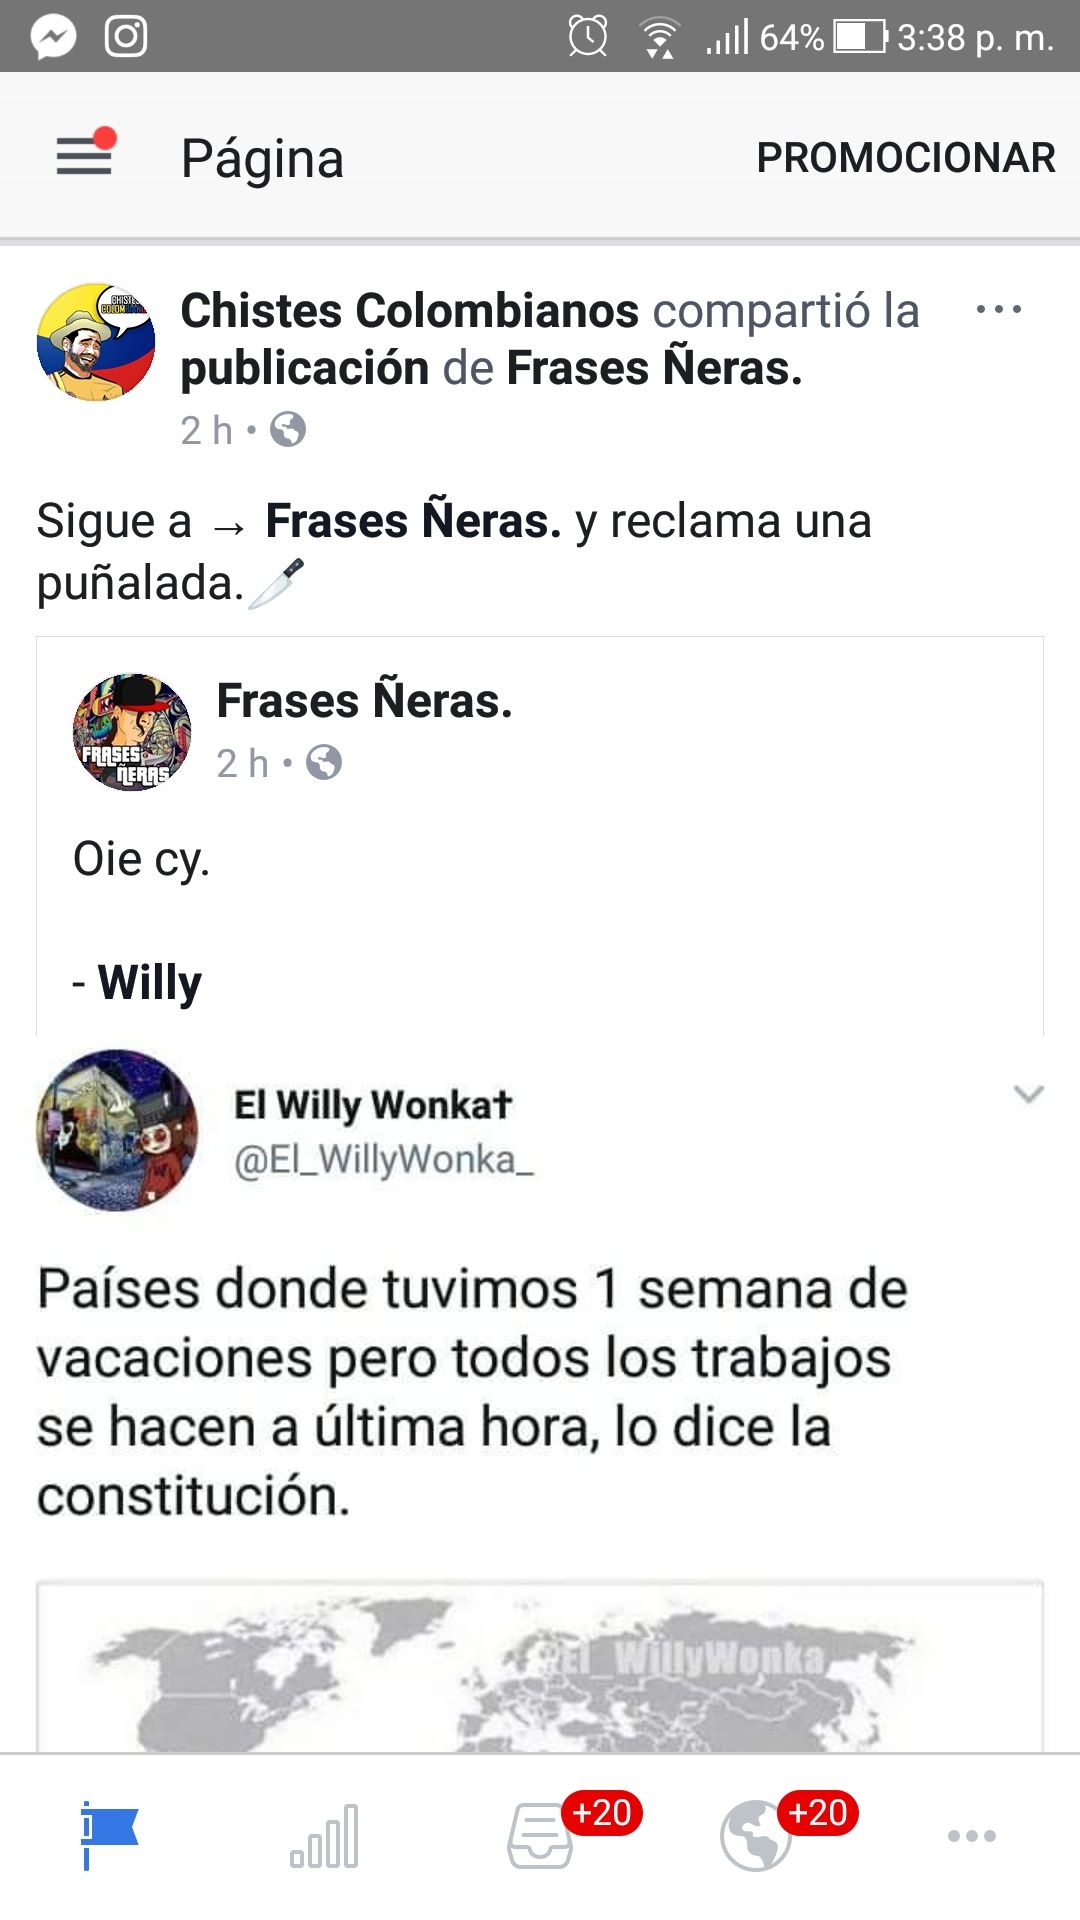 64% 3:38 p. m.
Página PROMOCIONAR
Chistes Colombianos compartió la
publicación de Frases Ñeras.
2 h •
Sigue a → Frases Ñeras. y reclama una
puñalada.
Frases Ñeras.
FRASES
ÑERAS
2 h •
Oie cy.
- Willy
El Willy Wonka†
@El_WillyWonka_
Países donde tuvimos 1 semana de
vacaciones pero todos los trabajos
se hacen a última hora, lo dice la
constitución.
El_WillyWonka
+20 +20